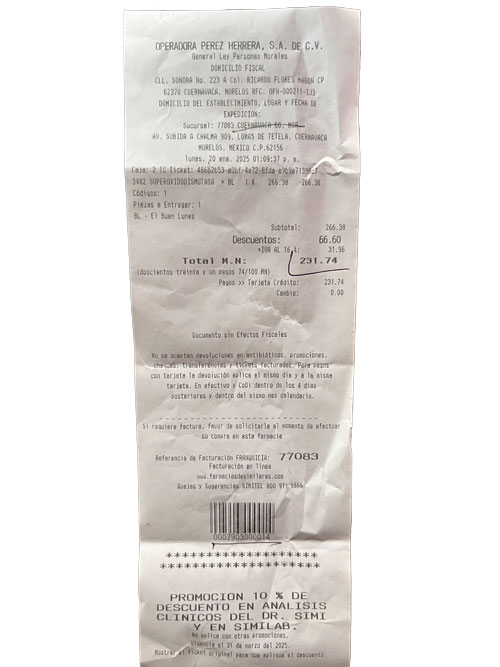 OPERADORA PEREZ HERRERA, S.A. DE C.V.
General Ley Personas Morales
DOMICILIO FISCAL
CLL. SONORA No. 223 A Col. RICARDO FLORES MAGON CP
62370 CUERNAVACA, MORELOS RFC. OPH-000211-IJ3
DOMICILIO DEL ESTABLECIMIENTO, LUGAR Y FECHA DE
EXPEDICIÓN:
Sucursal: 77083 CUERNAVACA 60, MOR.
AV. SUBIDA A CHALMA 909, LOMAS DE TETELA, CUERNAVACA
MORELOS, MEXICO C.P.62156
lunes, 20 ene. 2025 01:09:37 p. m.
Caja: 2 TC Ticket:
3402 SUPEROXIDODISMUTASA * BL 1 X 266.38 266.38
Códigos: 1
Piezas a Entregar: 1
BL - El Buen Lunes
Subtotal: 266.38
Descuentos: 66.60
*IVA AL 16 %: 31.96
Total M.N: 231.74
(doscientos treinta y un pesos 74/100 MN)
Pagos >> Tarjeta Crédito: 231.74
Cambio: 0.00
Documento sin Efectos Fiscales
No se aceptan devoluciones en antibióticos, promociones,
cheques, transferencias y tickets facturados. Para pagos
con tarjeta la devolución aplica el mismo día y a la misma
tarjeta. En efectivo y CoDi dentro de los 4 días
posteriores y dentro del mismo mes calendario.
Si requiere factura, favor de solicitarla al momento de efectuar
su compra en esta farmacia
Referencia de Facturación FRANQUICIA: 77083
Facturación en línea
www.farmaciasdesimilares.com
Quejas y Sugerencias SIMITEL 800 911 6666
0007903000014
********************
********************
PROMOCION 10 % DE
DESCUENTO EN ANALISIS
CLINICOS DEL DR. SIMI
Y EN SIMILAB.
No aplica con otras promociones.
Vigencia al 31 de marzo del 2025.
Mostrar el ticket original para que aplique el descuento.